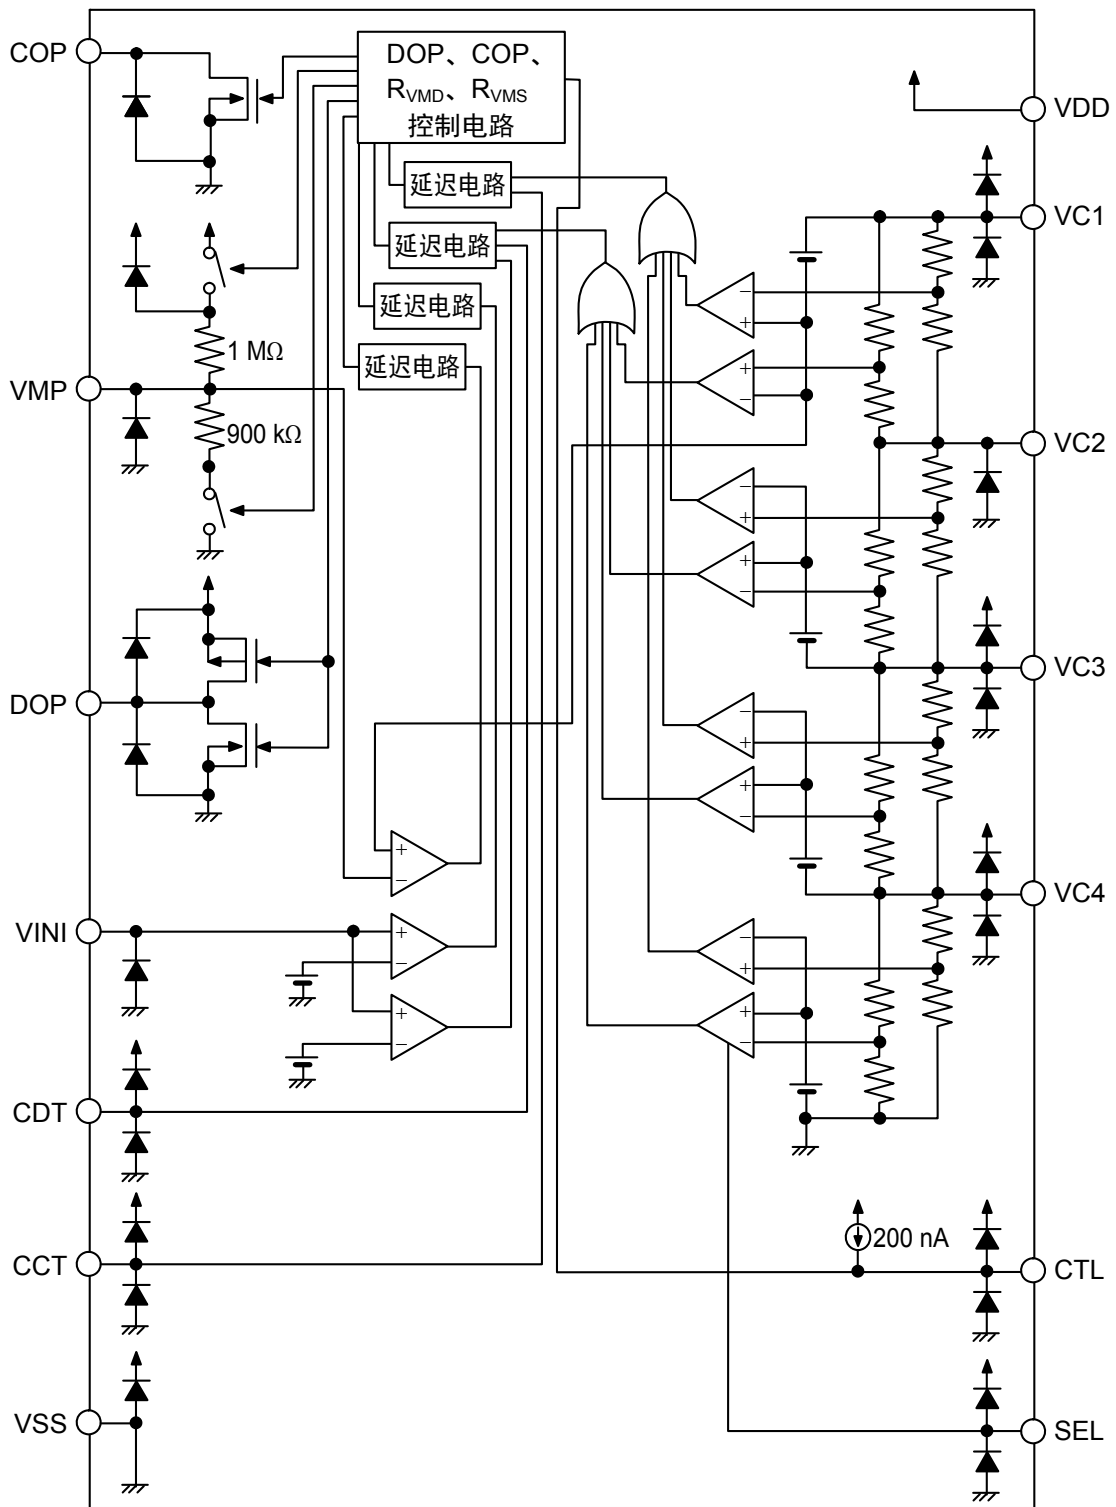 COP
DOP、COP、
RVMD、RVMS
控制电路
VDD
延迟电路
VC1
延迟电路
延迟电路
1 MΩ
延迟电路
VMP
900 kΩ
VC2
VC3
DOP
VC4
VINI
CDT
CCT
200 nA
CTL
VSS
SEL
−
+
+
−
−
+
+
−
−
+
+
−
−
+
+
−
+
−
+
−
+
−